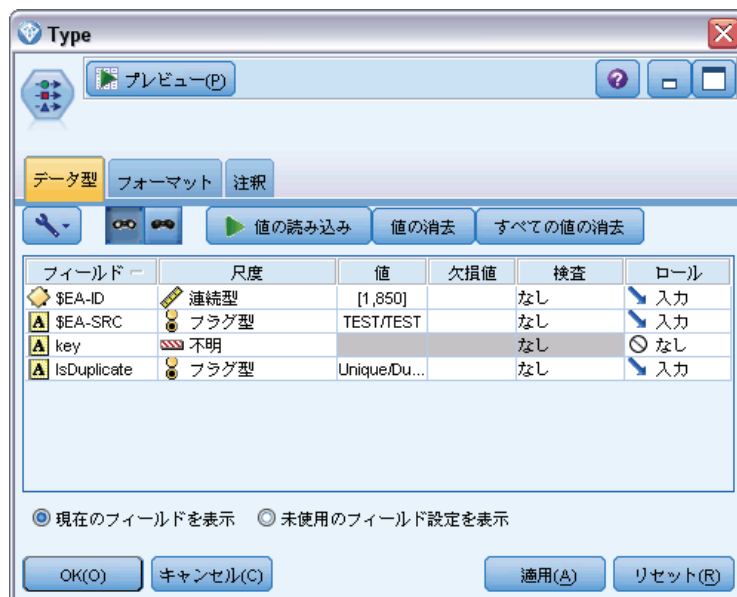 Type
プレビュー(P)
データ型 フォーマット 注釈
値の読み込み 値の消去 すべての値の消去
フィールド 尺度 値 欠損値 検査 ロール
$EA-ID 連続型 [1,850] なし 入力
A $EA-SRC フラグ型 TEST/TEST なし 入力
A key 不明 なし なし
A IsDuplicate フラグ型 Unique/Du... なし 入力
現在のフィールドを表示 未使用のフィールド設定を表示
OK(O) キャンセル(C) 適用(A) リセット(R)